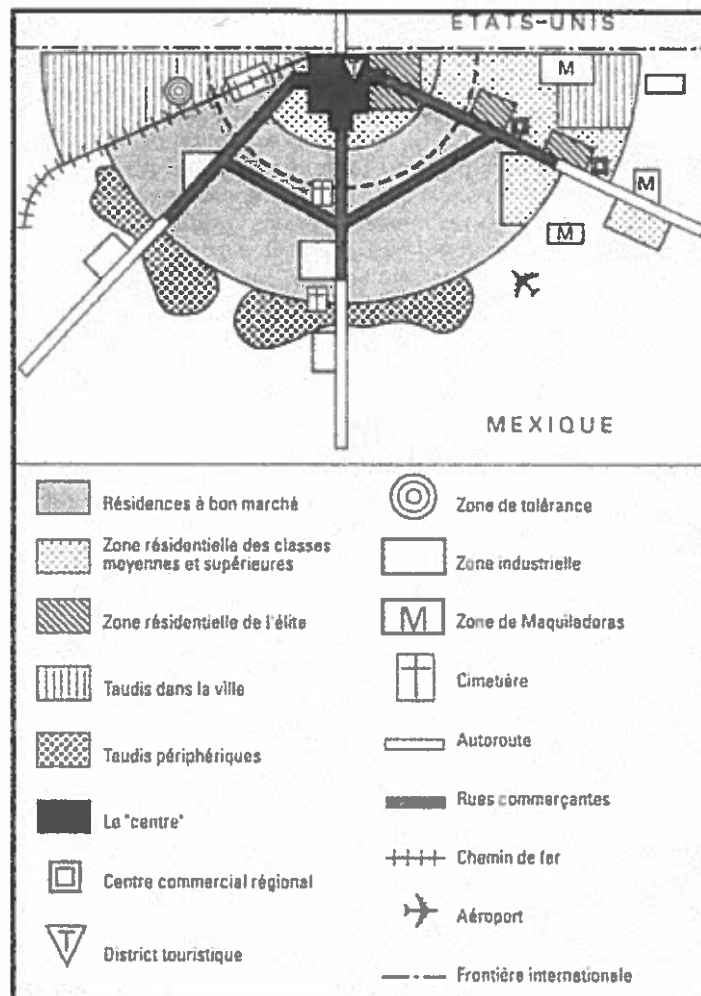 ÉTATS-UNIS
T
M
M
M
MEXIQUE
Résidences à bon marché
Zone résidentielle des classes
moyennes et supérieures
Zone résidentielle de l'élite
Taudis dans la ville
Taudis périphériques
Le "centre"
Centre commercial régional
T
District touristique
Zone de tolérance
Zone industrielle
M
Zone de Maquiladoras
Cimetière
Autoroute
Rues commerçantes
Chemin de fer
Aéroport
Frontière internationale